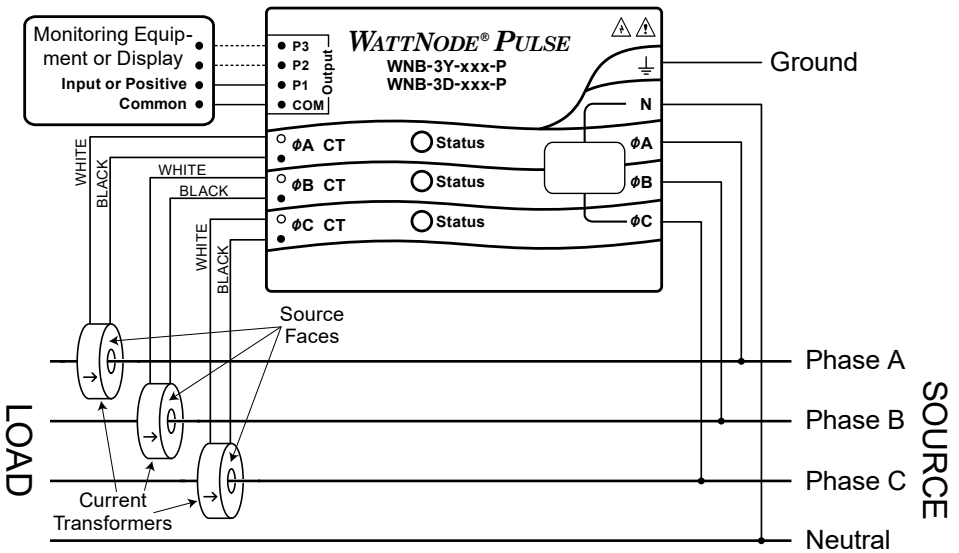 Monitoring Equip-
ment or Display
Input or Positive
Common
P3
P2
P1
COM
Output
WATTNODE® PULSE
WNB-3Y-xxx-P
WNB-3D-xxx-P
Ground
N
ϕA CT
Status
ϕA
ϕB CT
Status
ϕB
ϕC CT
Status
ϕC
WHITE
BLACK
WHITE
BLACK
WHITE
BLACK
Source
Faces
Phase A
Phase B
Phase C
Neutral
LOAD
SOURCE
Current
Transformers